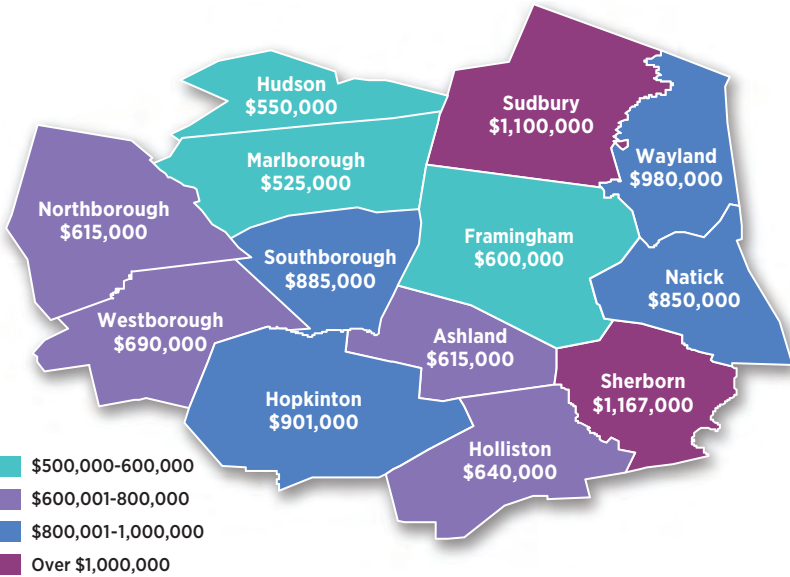 Hudson
$550,000
Sudbury
$1,100,000
Marlborough
$525,000
Wayland
$980,000
Northborough
$615,000
Southborough
$885,000
Framingham
$600,000
Natick
$850,000
Westborough
$690,000
Ashland
$615,000
Hopkinton
$901,000
Sherborn
$1,167,000
Holliston
$640,000
$500,000-600,000
$600,001-800,000
$800,001-1,000,000
Over $1,000,000